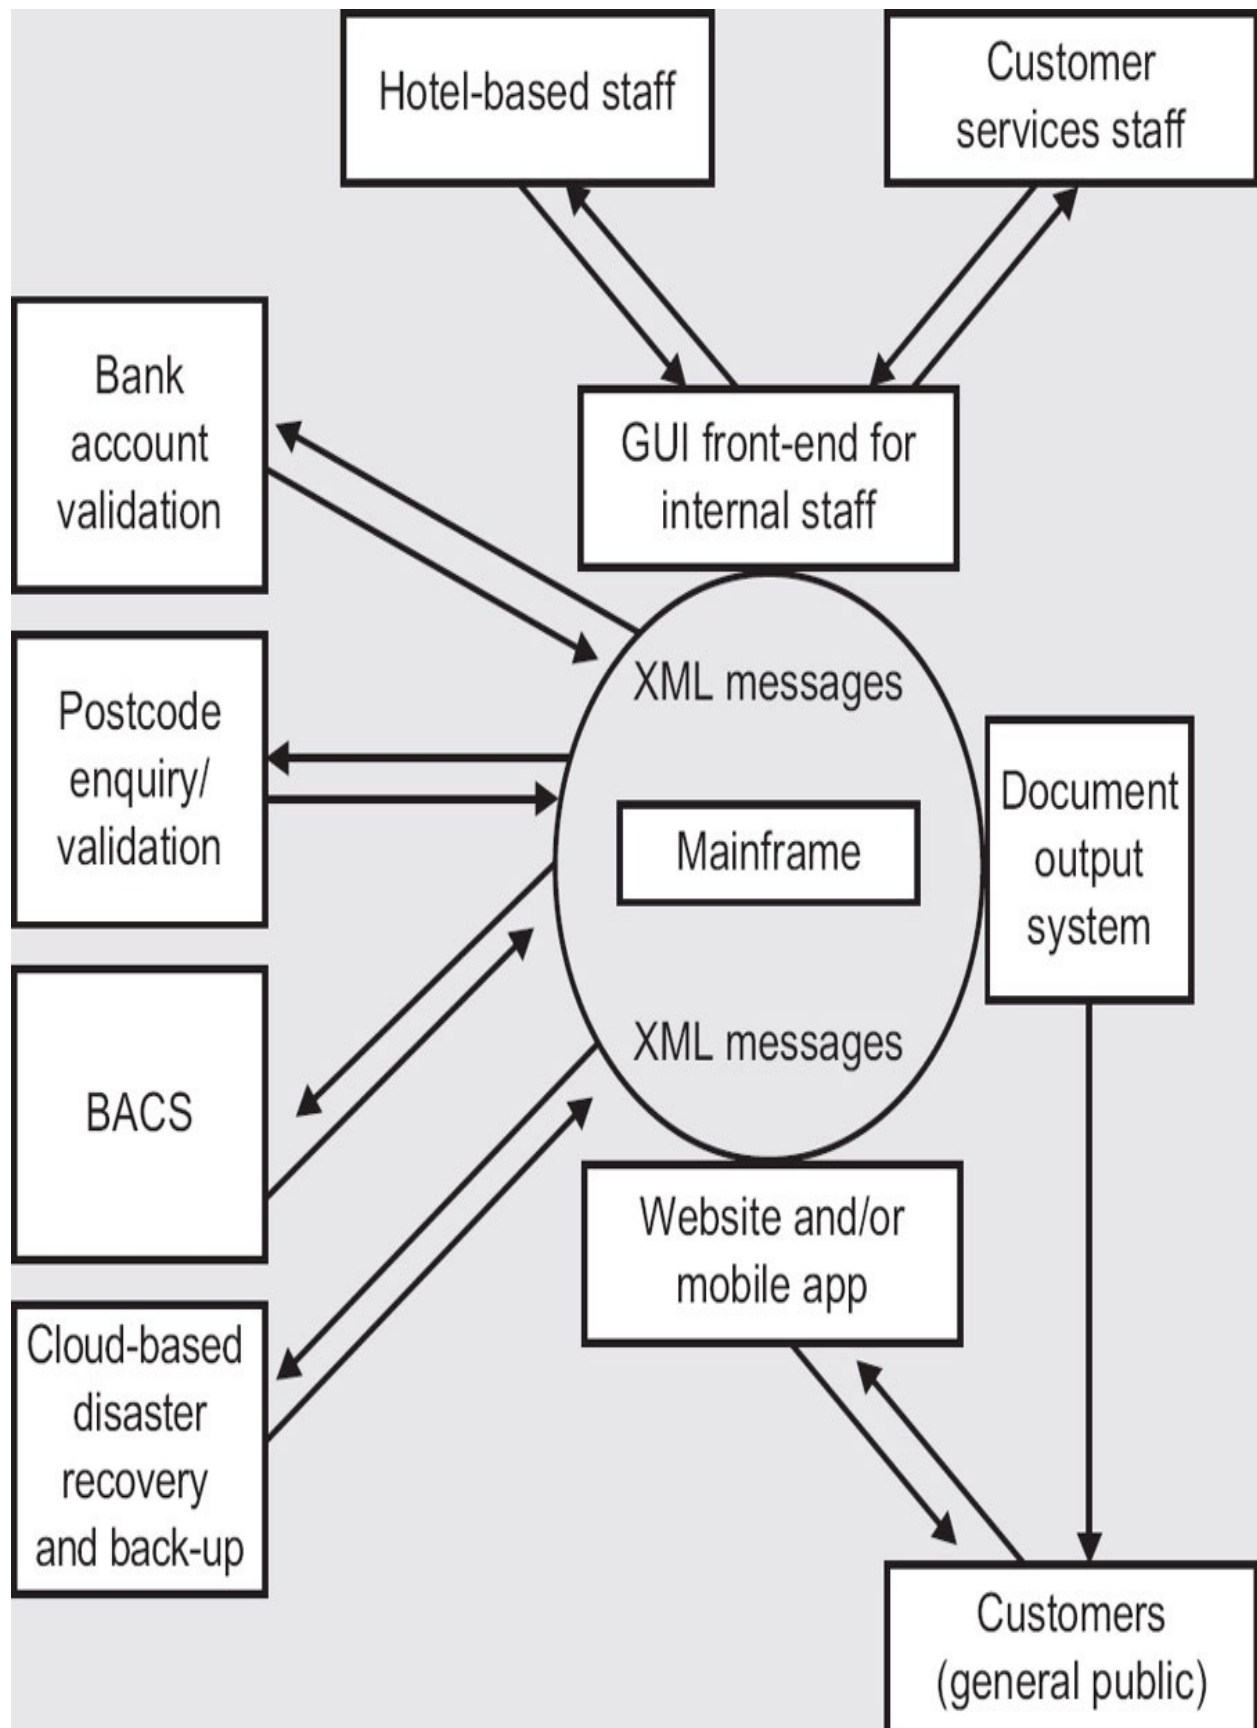 Hotel-based staff
Customer
services staff
Bank
account
validation
GUI front-end for
internal staff
XML messages
Postcode
enquiry/
validation
Mainframe
Document
output
system
XML messages
BACS
Website and/or
mobile app
Cloud-based
disaster
recovery
and back-up
Customers
(general public)